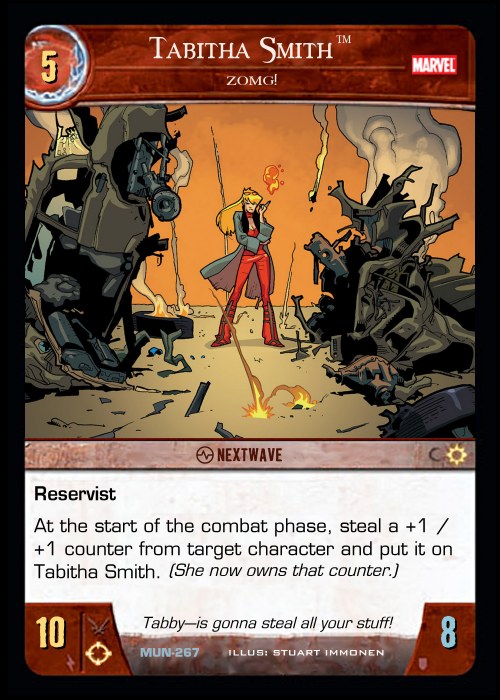 5
Tabitha Smith™
ZOMG!
MARVEL
NEXTWAVE
C
Reservist
At the start of the combat phase, steal a +1 /
+1 counter from target character and put it on
Tabitha Smith. (She now owns that counter.)
10
Tabby—is gonna steal all your stuff!
8
MUN-267 ILLUS: STUART IMMONEN